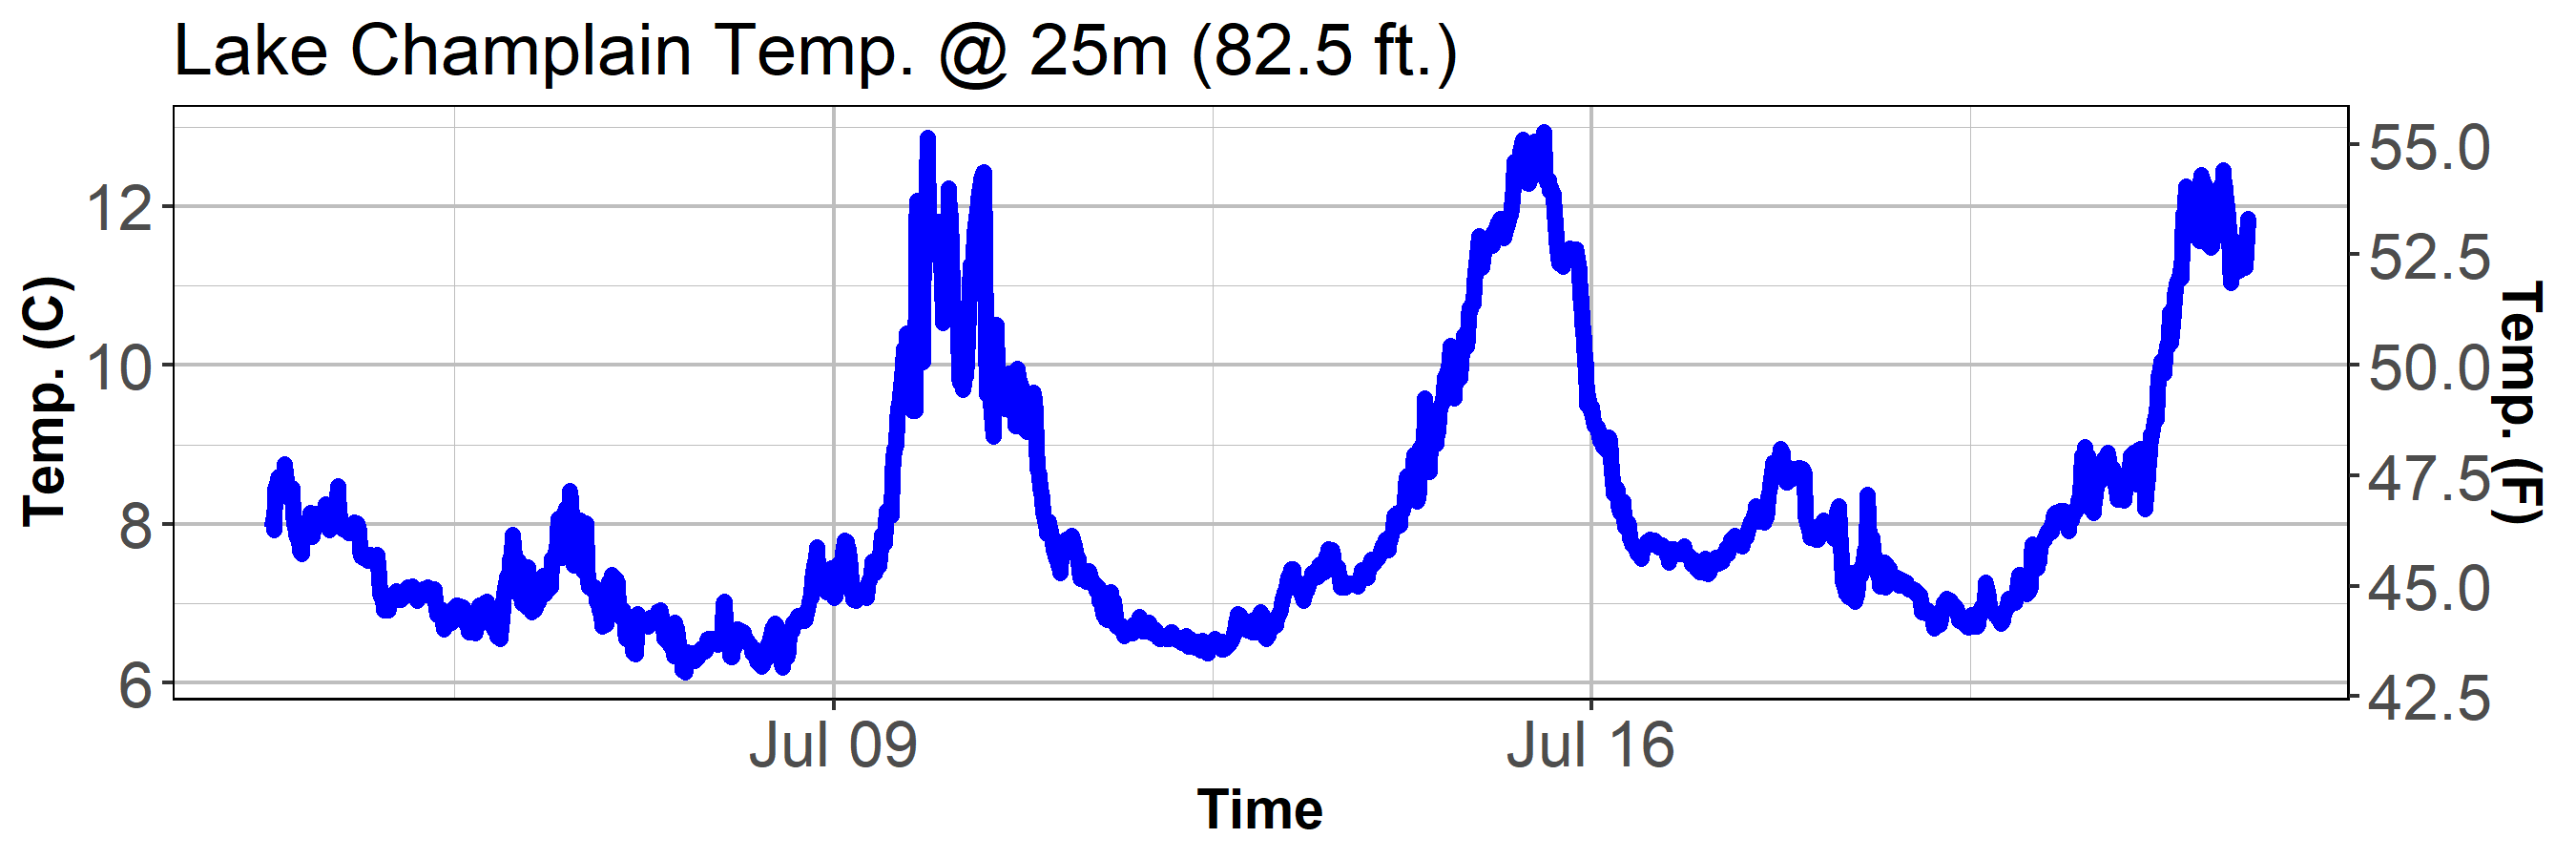 Lake Champlain Temp. @ 25m (82.5 ft.)
Temp. (C)
12
10
8
6
55.0
52.5
50.0
47.5
45.0
42.5
Temp. (F)
Jul 09
Jul 16
Time